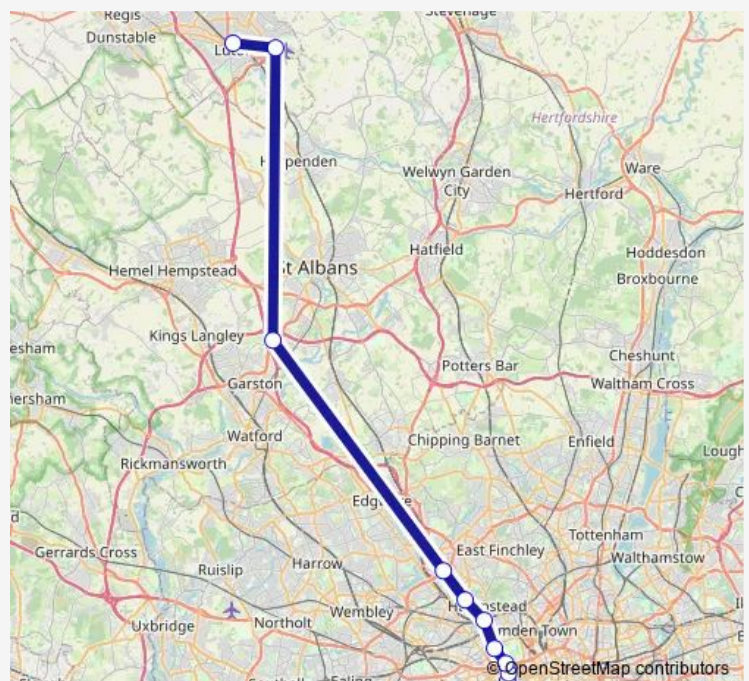 Regis
Stevenage
Dunstable
Hertfordshire
Ware
Welwyn Garden
City
Hertford
Hatfield
Hoddesdon
Broxbourne
St Albans
Hemel Hempstead
Kings Langley
Cheshunt
Potters Bar
Waltham Cross
Garston
Watford
Chipping Barnet
Enfield
Rickmansworth
Edgware
Tottenham
East Finchley
Walthamstow
Gerrards Cross
Harrow
Ruislip
Wembley
Uxbridge
Northolt
© OpenStreetMap contributors